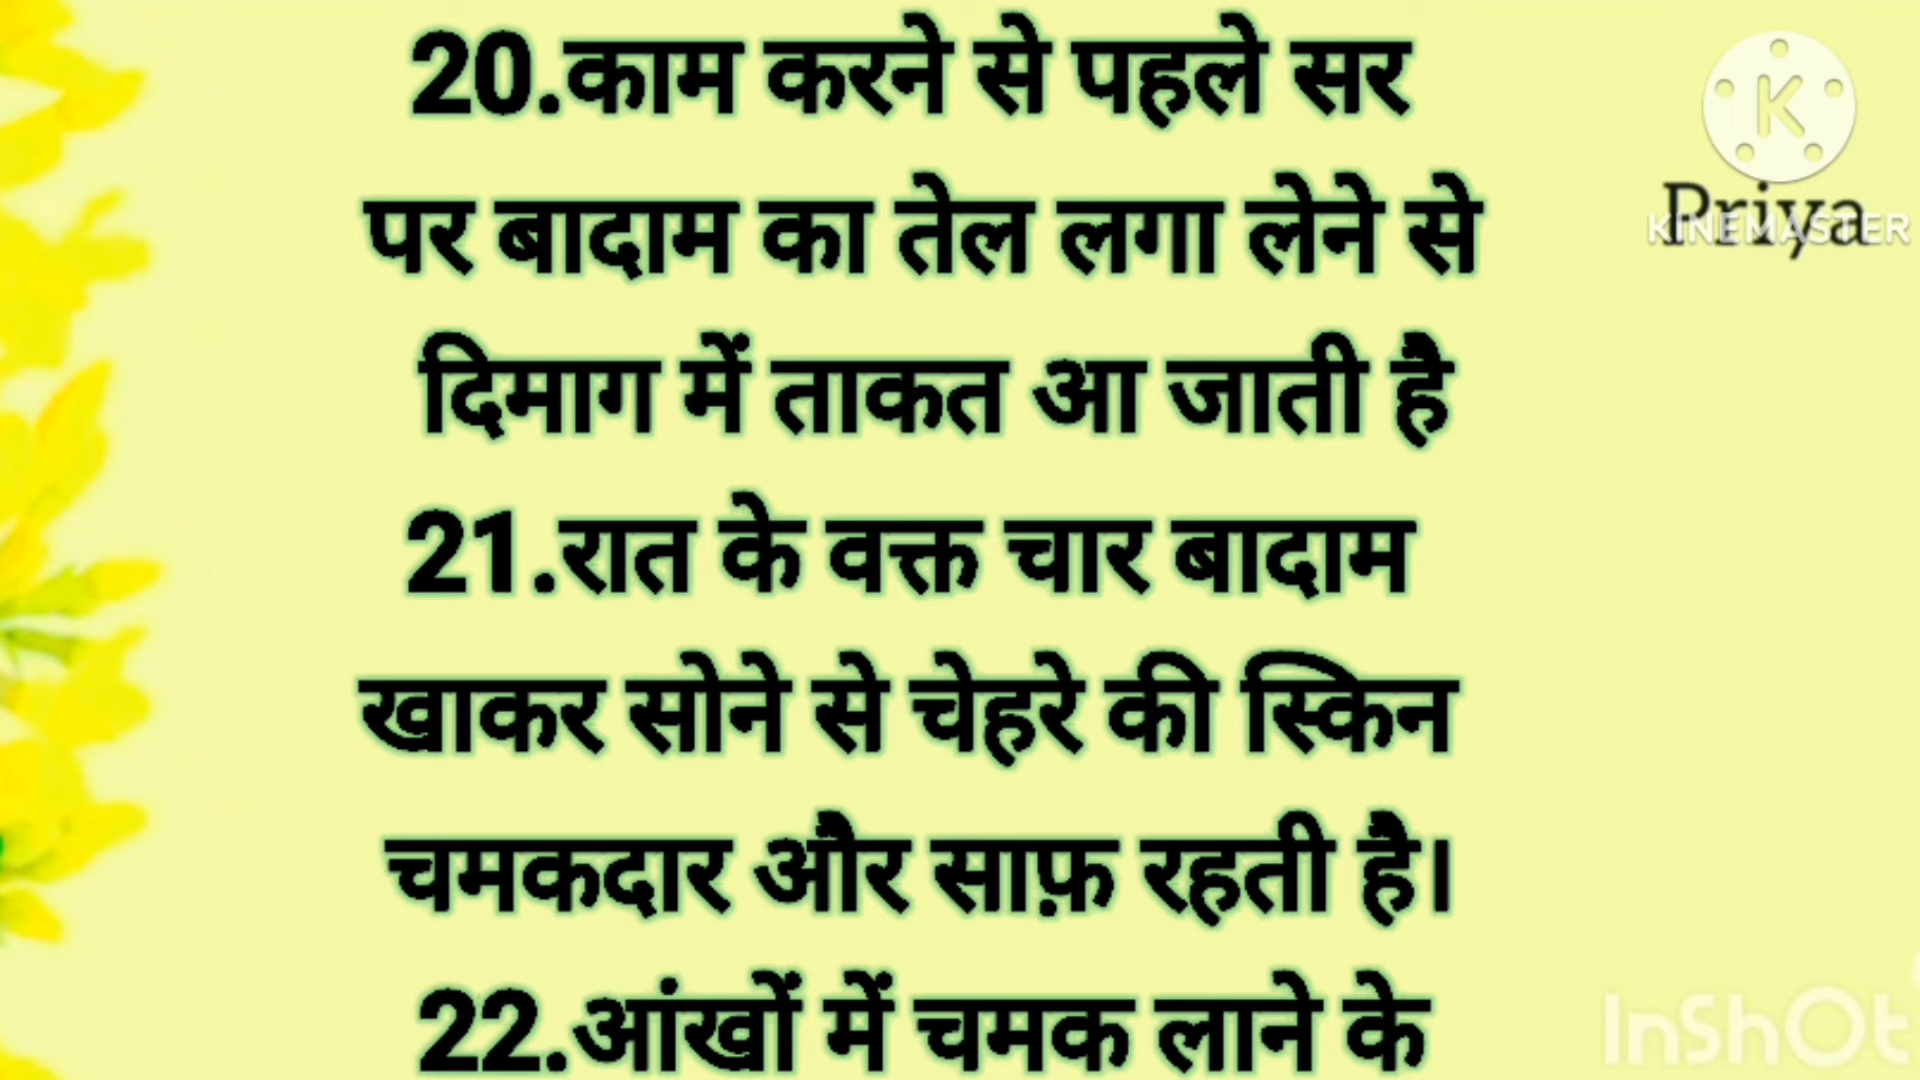 20.काम करने से पहले सर
पर बादाम का तेल लगा लेने से
दिमाग में ताकत आ जाती है
21.रात के वक्त चार बादाम
खाकर सोने से चेहरे की स्किन
चमकदार और साफ़ रहती है।
22.आंखों में चमक लाने के
K
Priya
KINEMASTER
InShOt